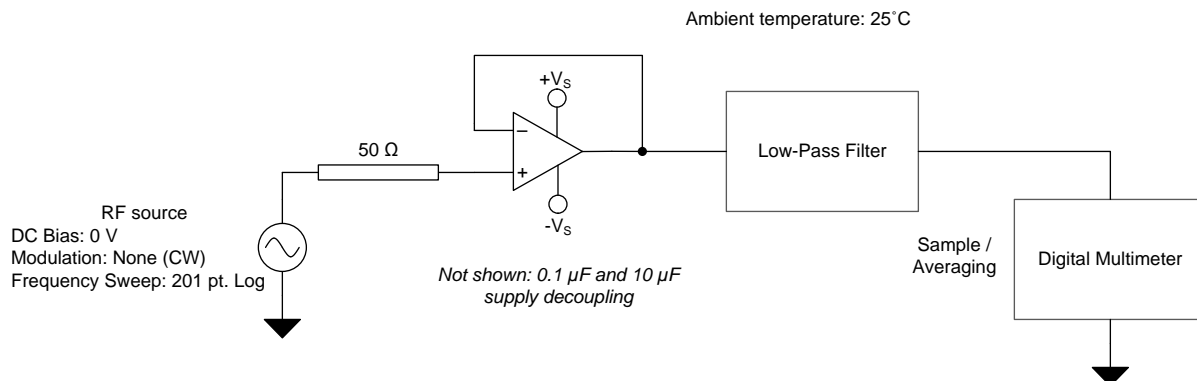 Ambient temperature: 25˚C
+VS
50 Ω
−
+
Low-Pass Filter
-VS
RF source
DC Bias: 0 V
Modulation: None (CW)
Frequency Sweep: 201 pt. Log
Not shown: 0.1 µF and 10 µF
supply decoupling
Sample /
Averaging
Digital Multimeter